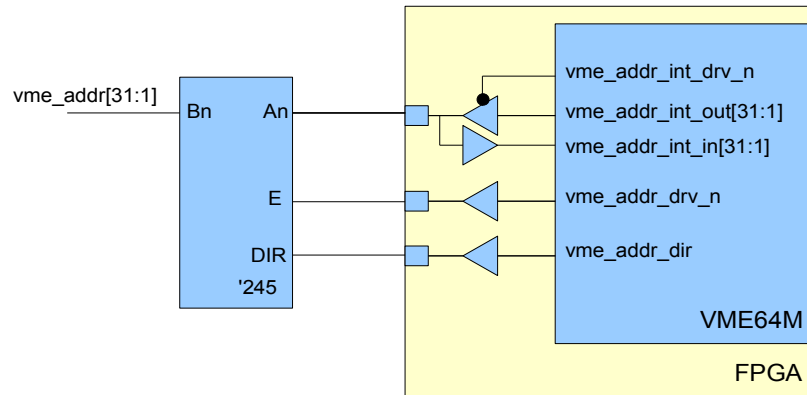 vme_addr[31:1]
Bn
An
E
DIR
'245
vme_addr_int_drv_n
vme_addr_int_out[31:1]
vme_addr_int_in[31:1]
vme_addr_drv_n
vme_addr_dir
VME64M
FPGA